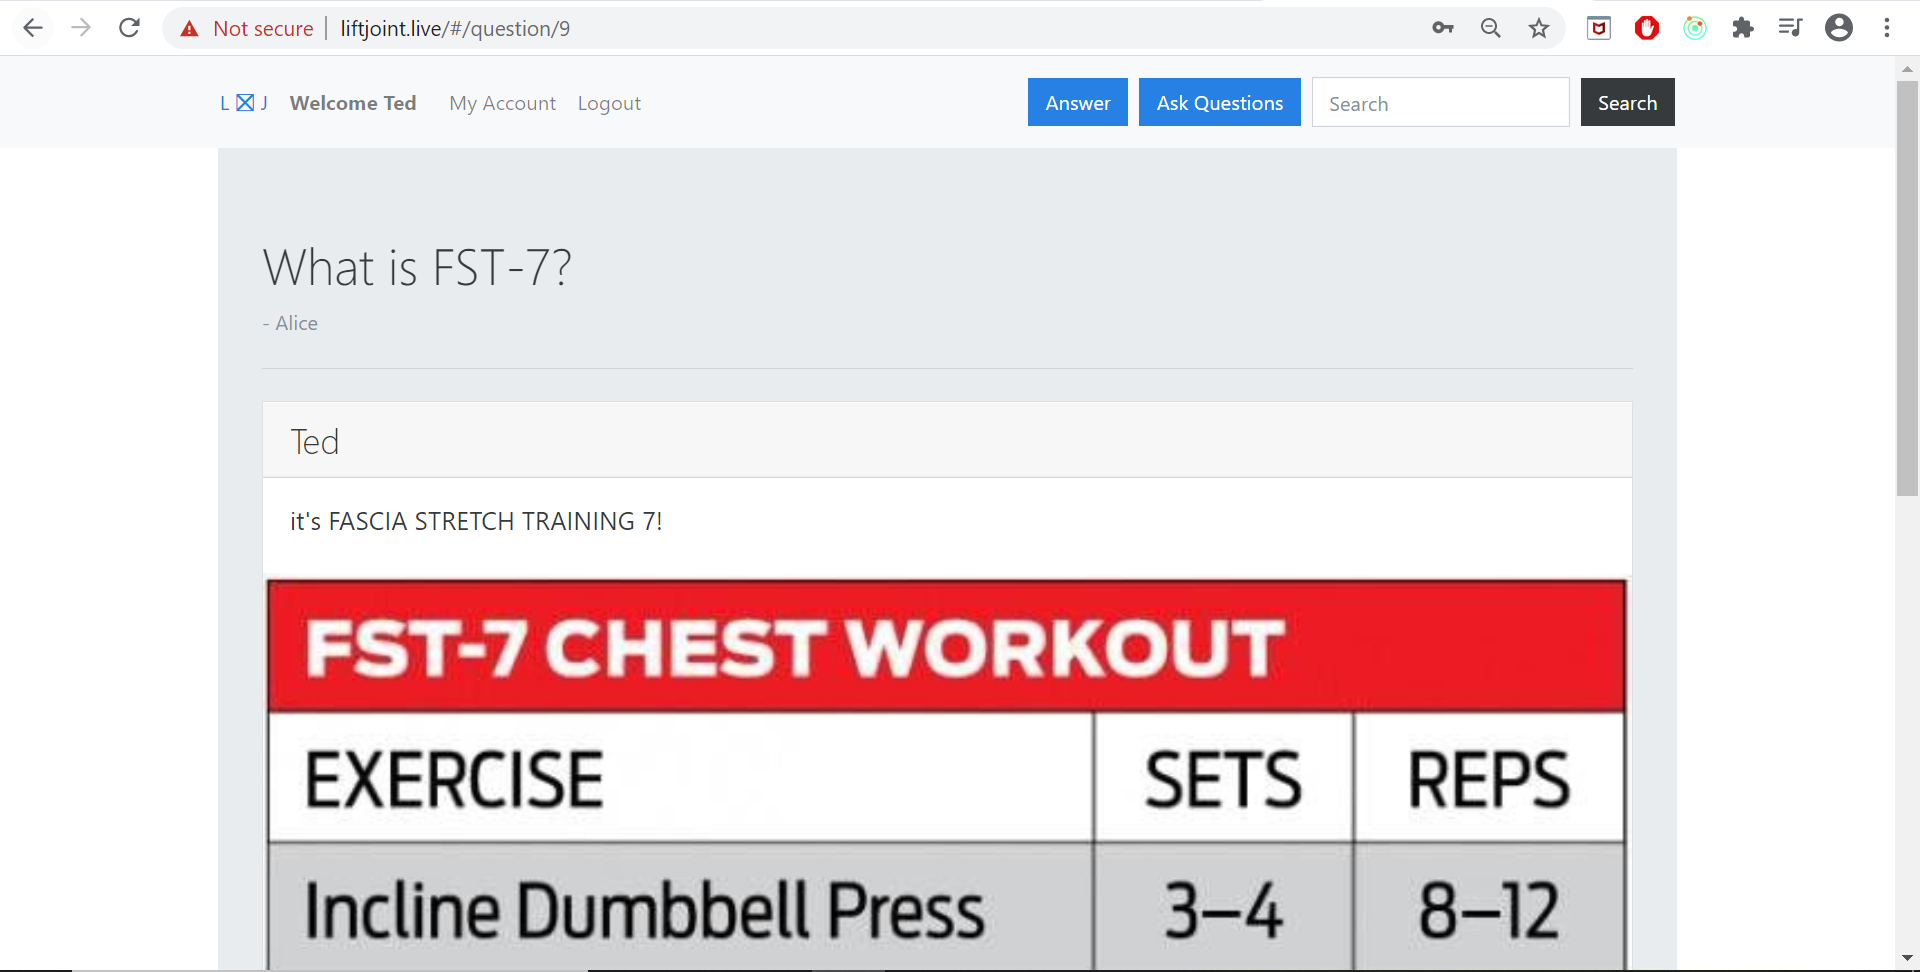 Not secure | liftjoint.live/#/question/9
L J Welcome Ted My Account Logout Answer Ask Questions Search Search
What is FST-7?
- Alice
Ted
it's FASCIA STRETCH TRAINING 7!
FST-7 CHEST WORKOUT
EXERCISE SETS REPS
Incline Dumbbell Press 3–4 8–12